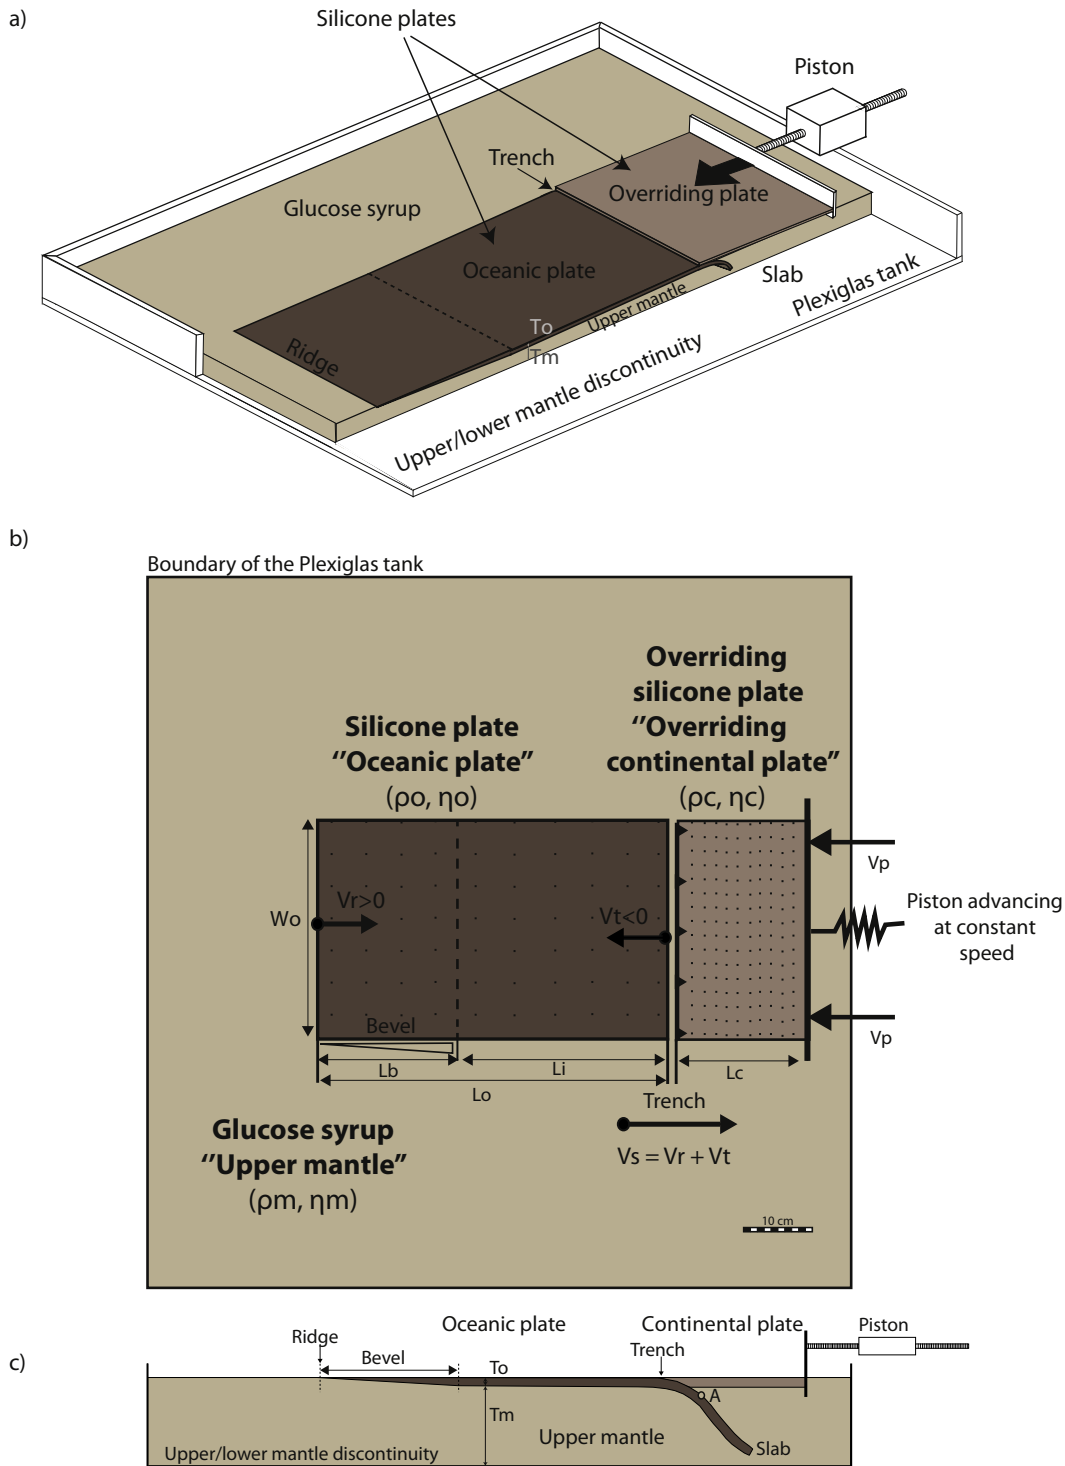 a)
Silicone plates
Piston
Trench
Glucose syrup
Overriding plate
Oceanic plate
Slab
Upper mantle
Plexiglas tank
To
Tm
Ridge
Upper/lower mantle discontinuity
b)
Boundary of the Plexiglas tank
Overriding
silicone plate
‘’Overriding
continental plate’’
(ρc, ηc)
Silicone plate
‘’Oceanic plate’’
(ρo, ηo)
Vp
Vr>0
Wo
Vt<0
Piston advancing
at constant
speed
Bevel
Vp
Lb
Li
Lc
Lo
Trench
Vs = Vr + Vt
Glucose syrup
‘’Upper mantle’’
(ρm, ηm)
10 cm
c)
Oceanic plate
Continental plate
Piston
Ridge
Bevel
Trench
To
A
Tm
Upper mantle
Slab
Upper/lower mantle discontinuity